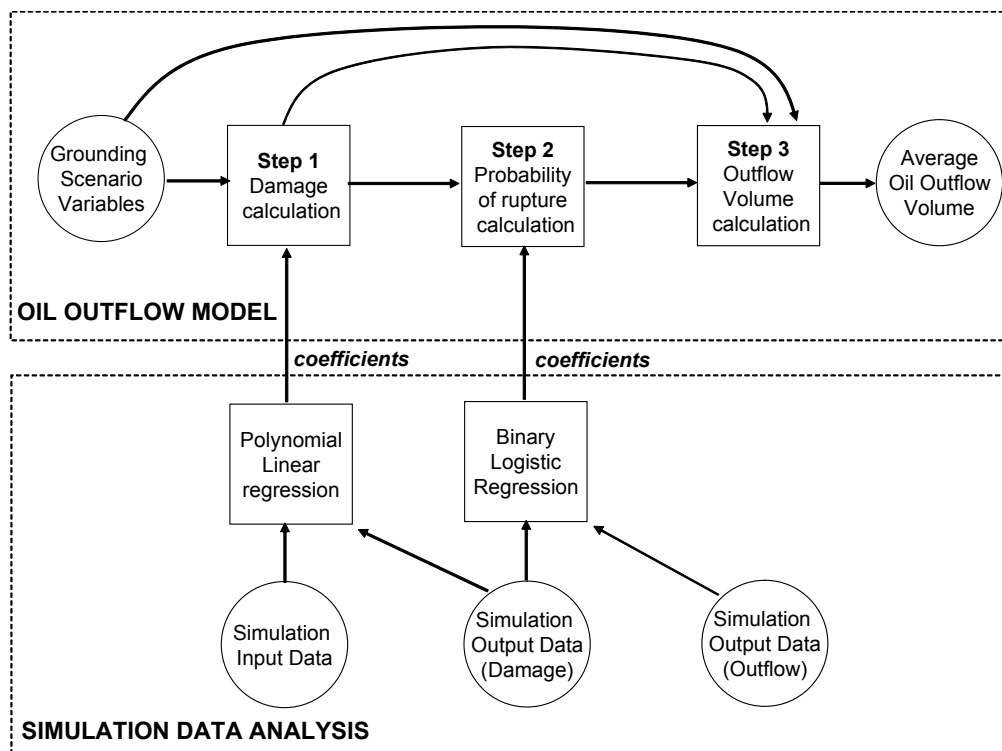 Grounding
Scenario
Variables
Step 1
Damage
calculation
Step 2
Probability
of rupture
calculation
Step 3
Outflow
Volume
calculation
Average
Oil Outflow
Volume
OIL OUTFLOW MODEL
coefficients
coefficients
Polynomial
Linear
regression
Binary
Logistic
Regression
Simulation
Input Data
Simulation
Output Data
(Damage)
Simulation
Output Data
(Outflow)
SIMULATION DATA ANALYSIS